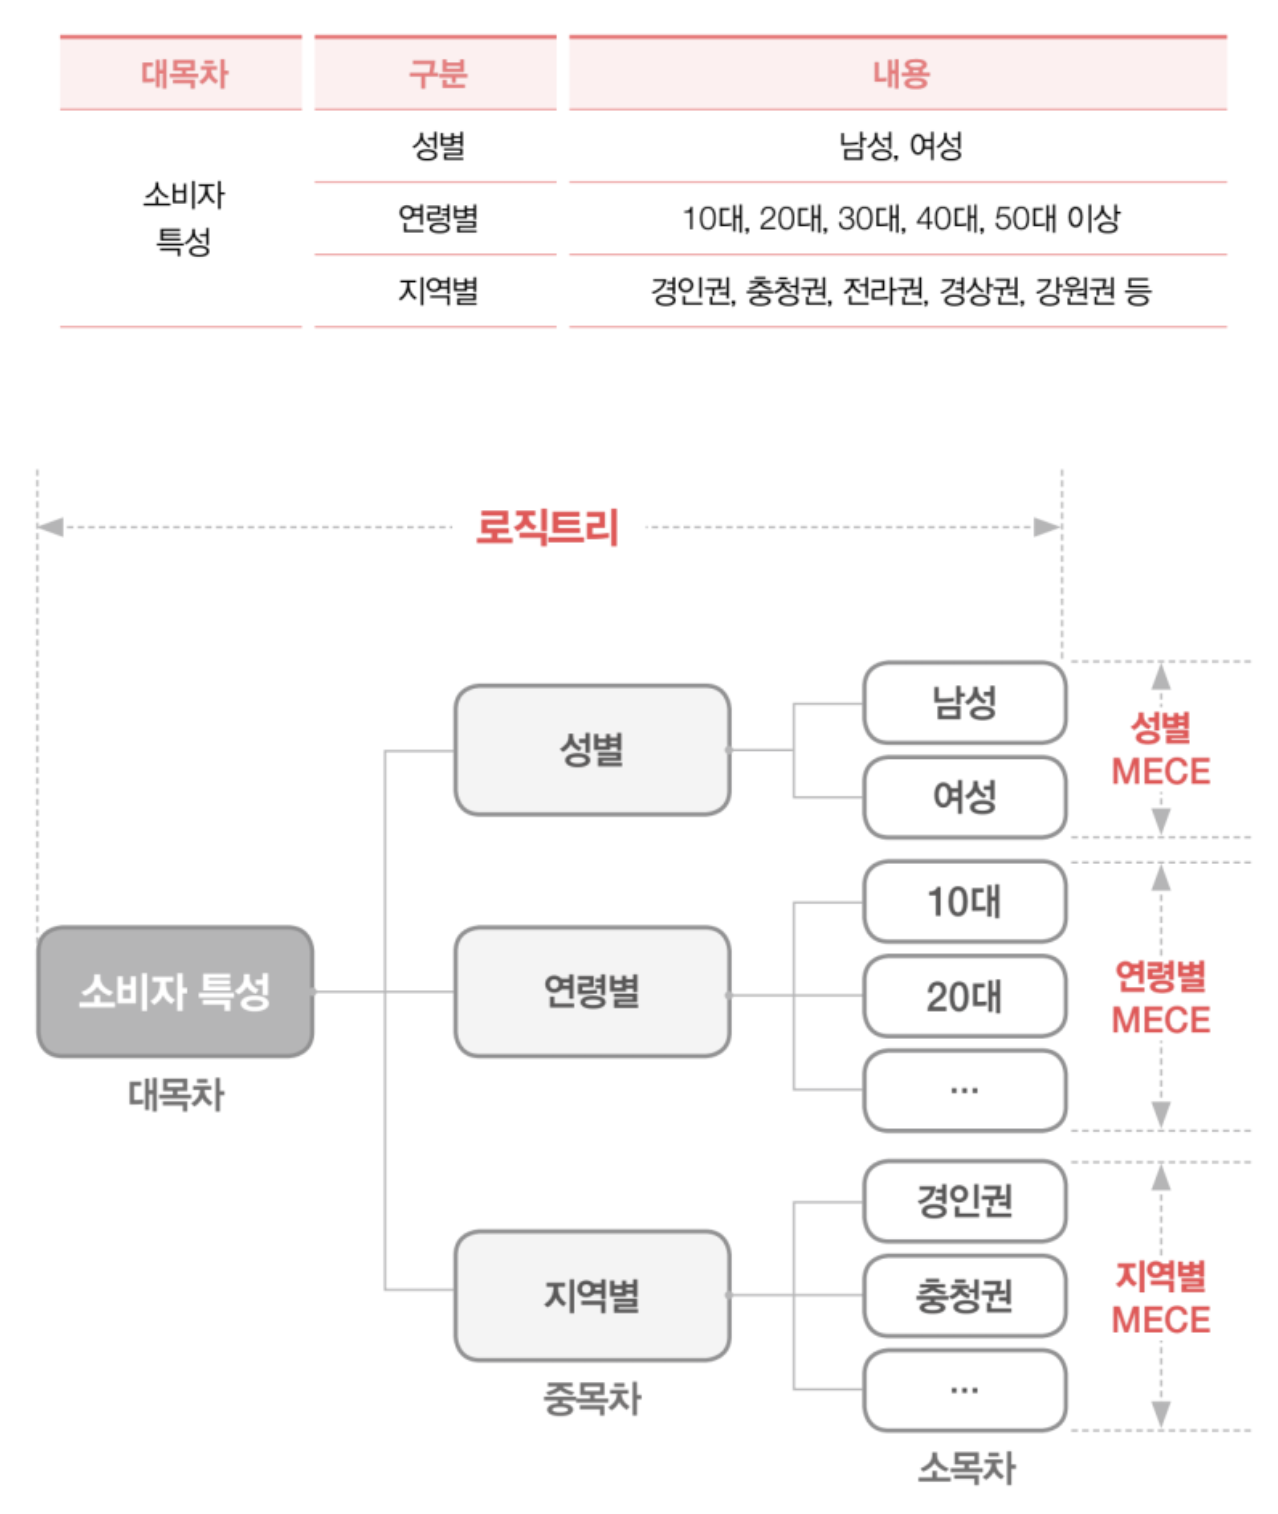 대목차 구분 내용
성별 남성, 여성
소비자
특성
연령별 10대, 20대, 30대, 40대, 50대 이상
지역별 경인권, 충청권, 전라권, 경상권, 강원권 등
로직트리
소비자 특성
대목차
성별
연령별
지역별
중목차
남성
여성
10대
20대
...
경인권
충청권
...
소목차
성별
MECE
연령별
MECE
지역별
MECE